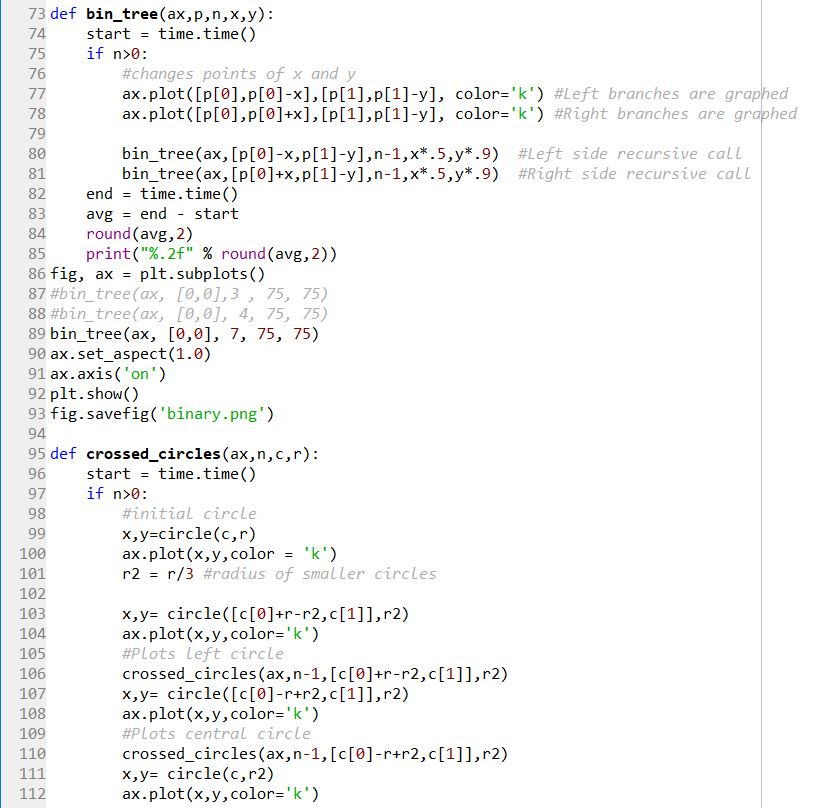 73 def bin_tree(ax,p,n,x,y):
74     start = time.time()
75     if n>0:
76         #changes points of x and y
77         ax.plot([p[0],p[0]-x],[p[1],p[1]-y], color='k') #Left branches are graphed
78         ax.plot([p[0],p[0]+x],[p[1],p[1]-y], color='k') #Right branches are graphed
79
80         bin_tree(ax,[p[0]-x,p[1]-y],n-1,x*.5,y*.9)  #Left side recursive call
81         bin_tree(ax,[p[0]+x,p[1]-y],n-1,x*.5,y*.9)  #Right side recursive call
82     end = time.time()
83     avg = end - start
84     round(avg,2)
85     print("%.2f" % round(avg,2))
86 fig, ax = plt.subplots()
87 #bin_tree(ax, [0,0],3 , 75, 75)
88 #bin_tree(ax, [0,0], 4, 75, 75)
89 bin_tree(ax, [0,0], 7, 75, 75)
90 ax.set_aspect(1.0)
91 ax.axis('on')
92 plt.show()
93 fig.savefig('binary.png')
94
95 def crossed_circles(ax,n,c,r):
96     start = time.time()
97     if n>0:
98         #initial circle
99         x,y=circle(c,r)
100         ax.plot(x,y,color = 'k')
101         r2 = r/3 #radius of smaller circles
102
103         x,y= circle([c[0]+r-r2,c[1]],r2)
104         ax.plot(x,y,color='k')
105         #Plots left circle
106         crossed_circles(ax,n-1,[c[0]+r-r2,c[1]],r2)
107         x,y= circle([c[0]-r+r2,c[1]],r2)
108         ax.plot(x,y,color='k')
109         #Plots central circle
110         crossed_circles(ax,n-1,[c[0]-r+r2,c[1]],r2)
111         x,y= circle(c,r2)
112         ax.plot(x,y,color='k')